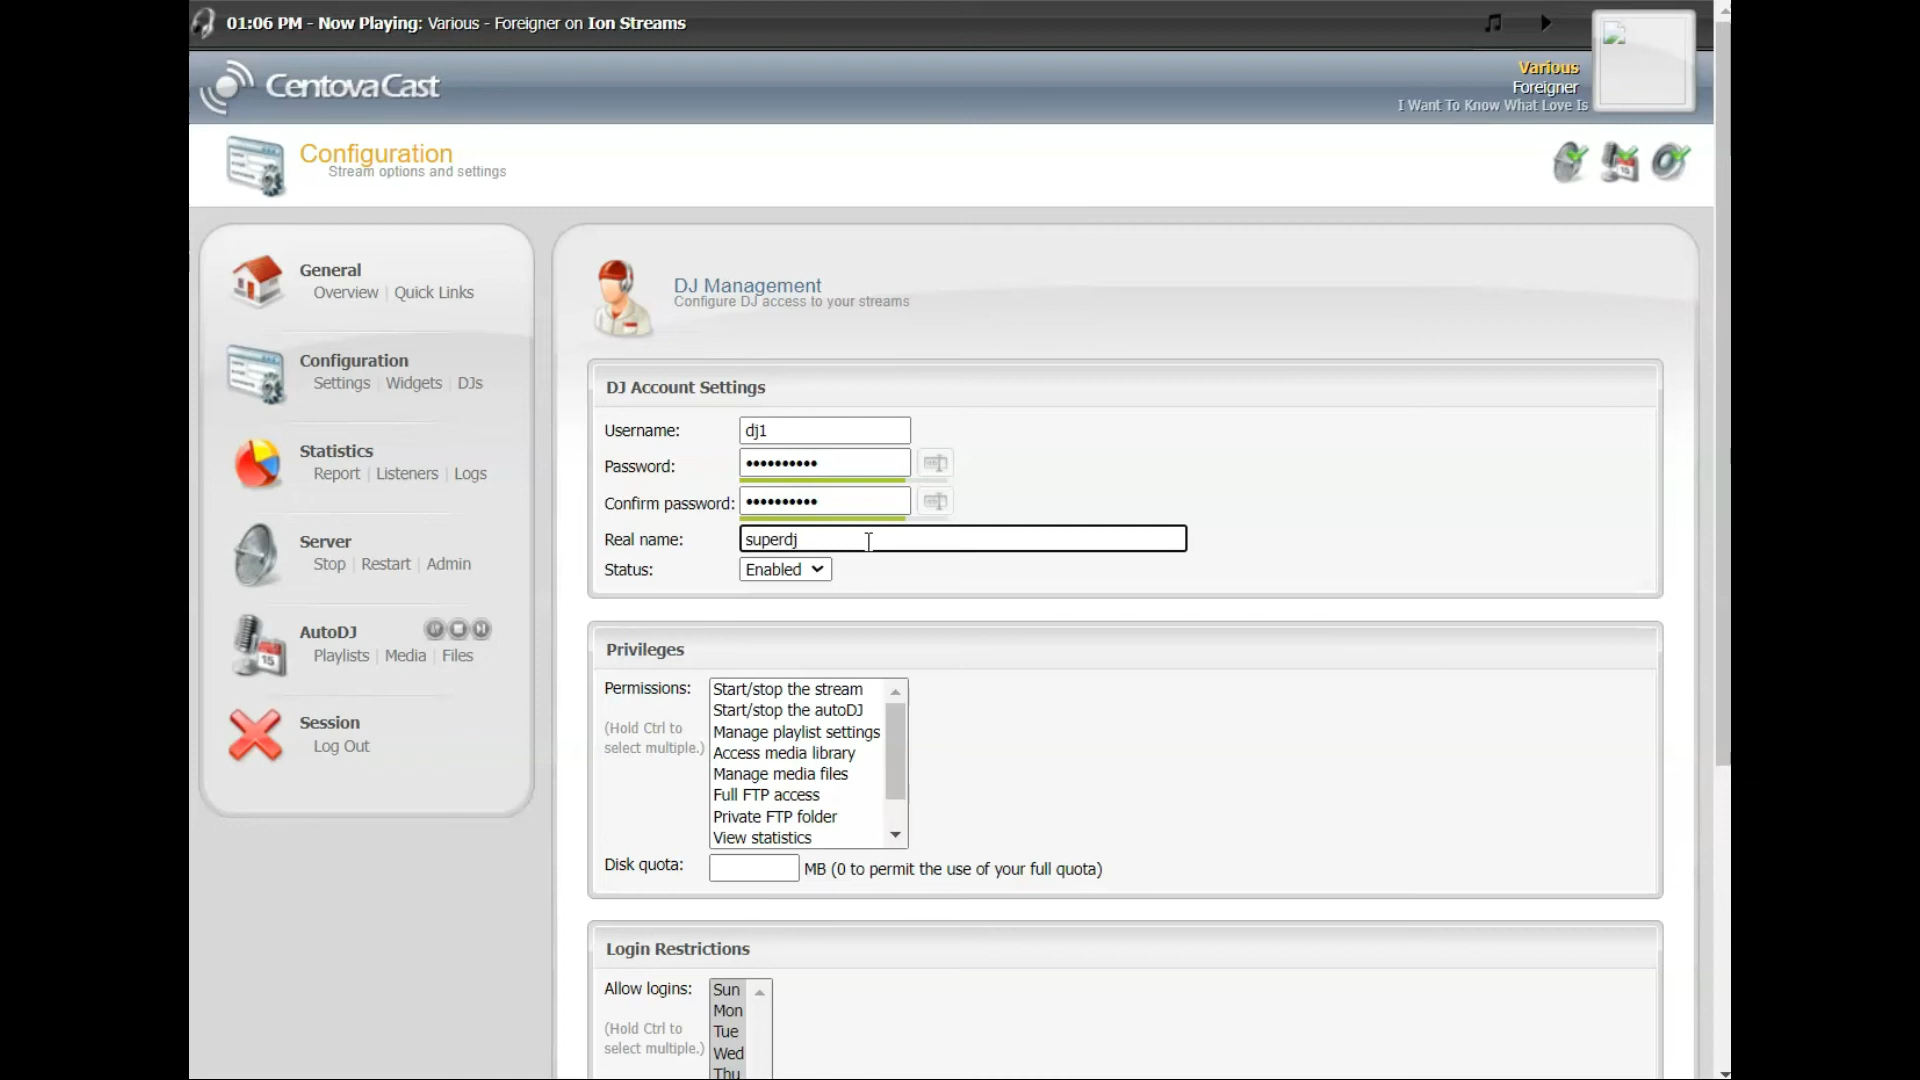 01:06 PM - Now Playing: Various - Foreigner on Ion Streams
CentovaCast
Various
Foreigner
I Want To Know What Love Is
Configuration
Stream options and settings
General
Overview | Quick Links
Configuration
Settings | Widgets | DJs
Statistics
Report | Listeners | Logs
Server
Stop | Restart | Admin
AutoDJ
Playlists | Media | Files
Session
Log Out
DJ Management
Configure DJ access to your streams
DJ Account Settings
Username: dj1
Password: ••••••••••
Confirm password: ••••••••••
Real name: superdj
Status: Enabled
Privileges
Permissions:
(Hold Ctrl to
select multiple.)
Start/stop the stream
Start/stop the autoDJ
Manage playlist settings
Access media library
Manage media files
Full FTP access
Private FTP folder
View statistics
Disk quota: MB (0 to permit the use of your full quota)
Login Restrictions
Allow logins:
(Hold Ctrl to
select multiple.)
Sun
Mon
Tue
Wed
Thu